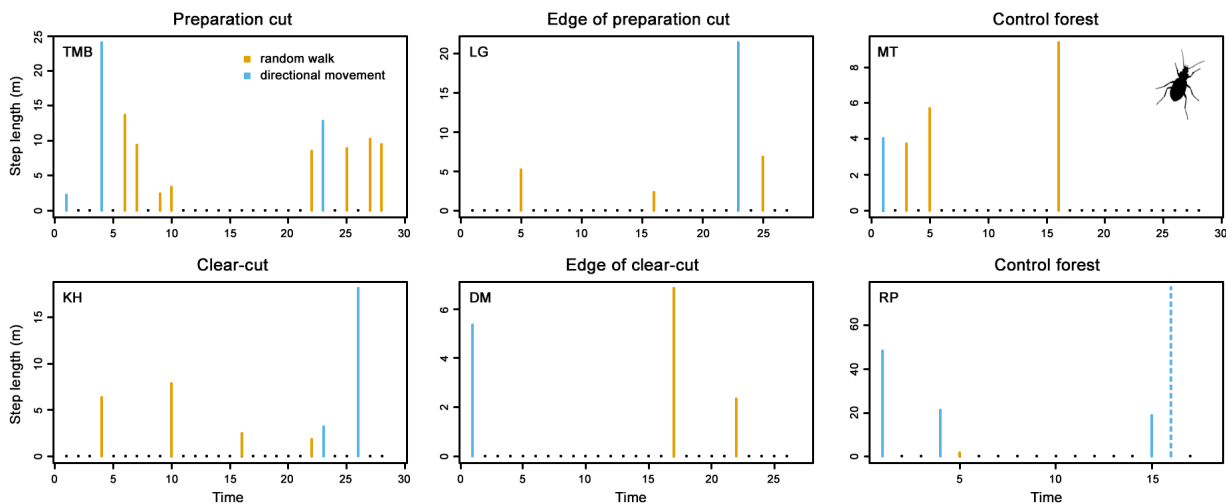 Preparation cut
Edge of preparation cut
Control forest
Step length (m)
TMB
random walk
directional movement
0 5 10 15 20 25
0 5 10 15 20 25 30
LG
0 5 10 15 20
0 5 10 15 20 25
MT
0 2 4 6 8
0 5 10 15 20 25 30
Clear-cut
Edge of clear-cut
Control forest
Step length (m)
KH
0 5 10 15
0 5 10 15 20 25 30
Time
DM
0 2 4 6
0 5 10 15 20 25
Time
RP
0 20 40 60
5 10 15
Time